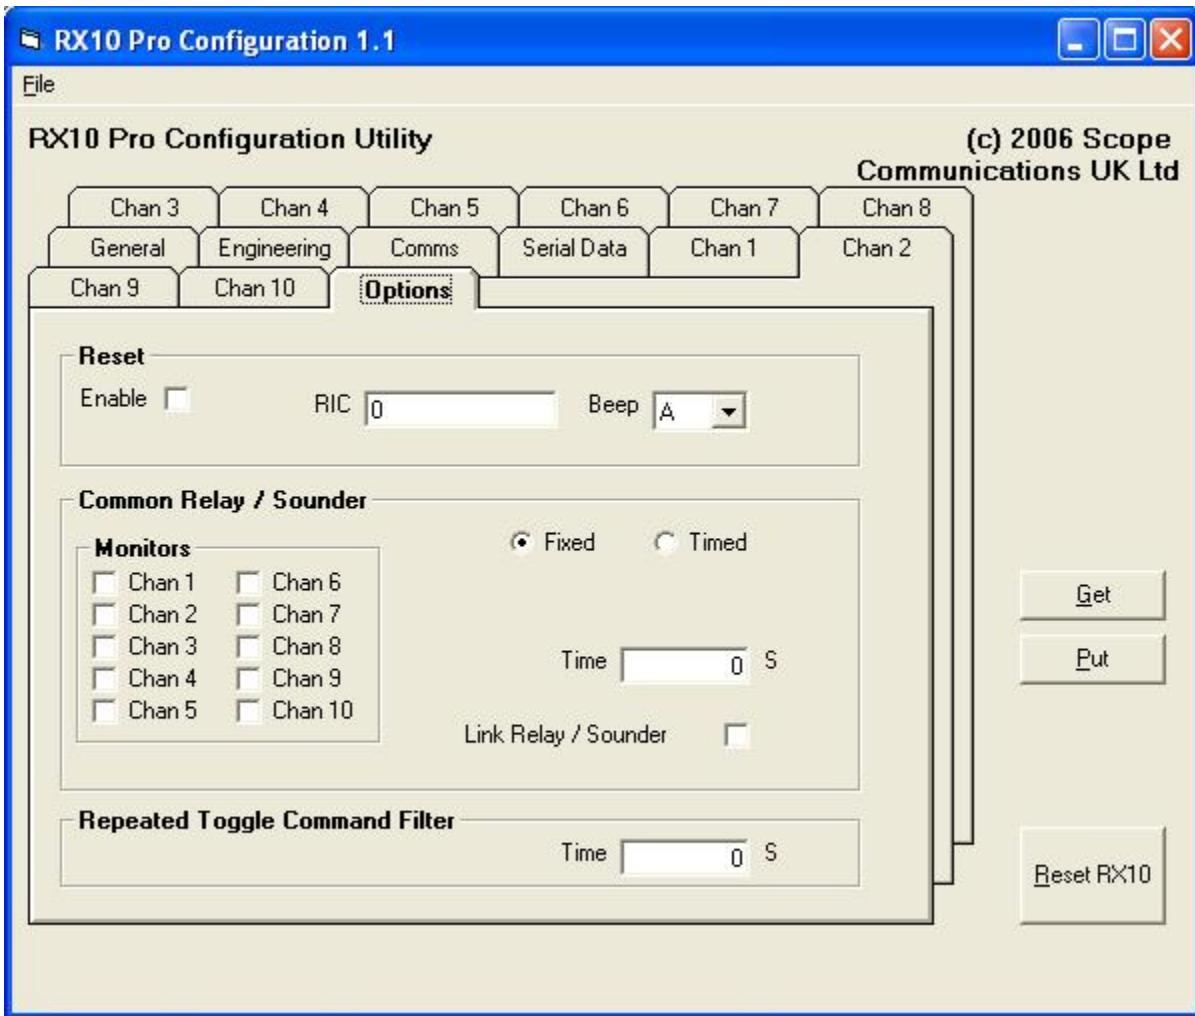 RX10 Pro Configuration 1.1
File
RX10 Pro Configuration Utility
(c) 2006 Scope
Communications UK Ltd
Chan 3 Chan 4 Chan 5 Chan 6 Chan 7 Chan 8
General Engineering Comms Serial Data Chan 1 Chan 2
Chan 9 Chan 10 Options
Reset
Enable RIC 0 Beep A
Common Relay / Sounder
Fixed Timed
Monitors
Chan 1 Chan 6
Chan 2 Chan 7
Chan 3 Chan 8
Chan 4 Chan 9
Chan 5 Chan 10
Time 0 S
Link Relay / Sounder
Repeated Toggle Command Filter
Time 0 S
Get
Put
Reset RX10